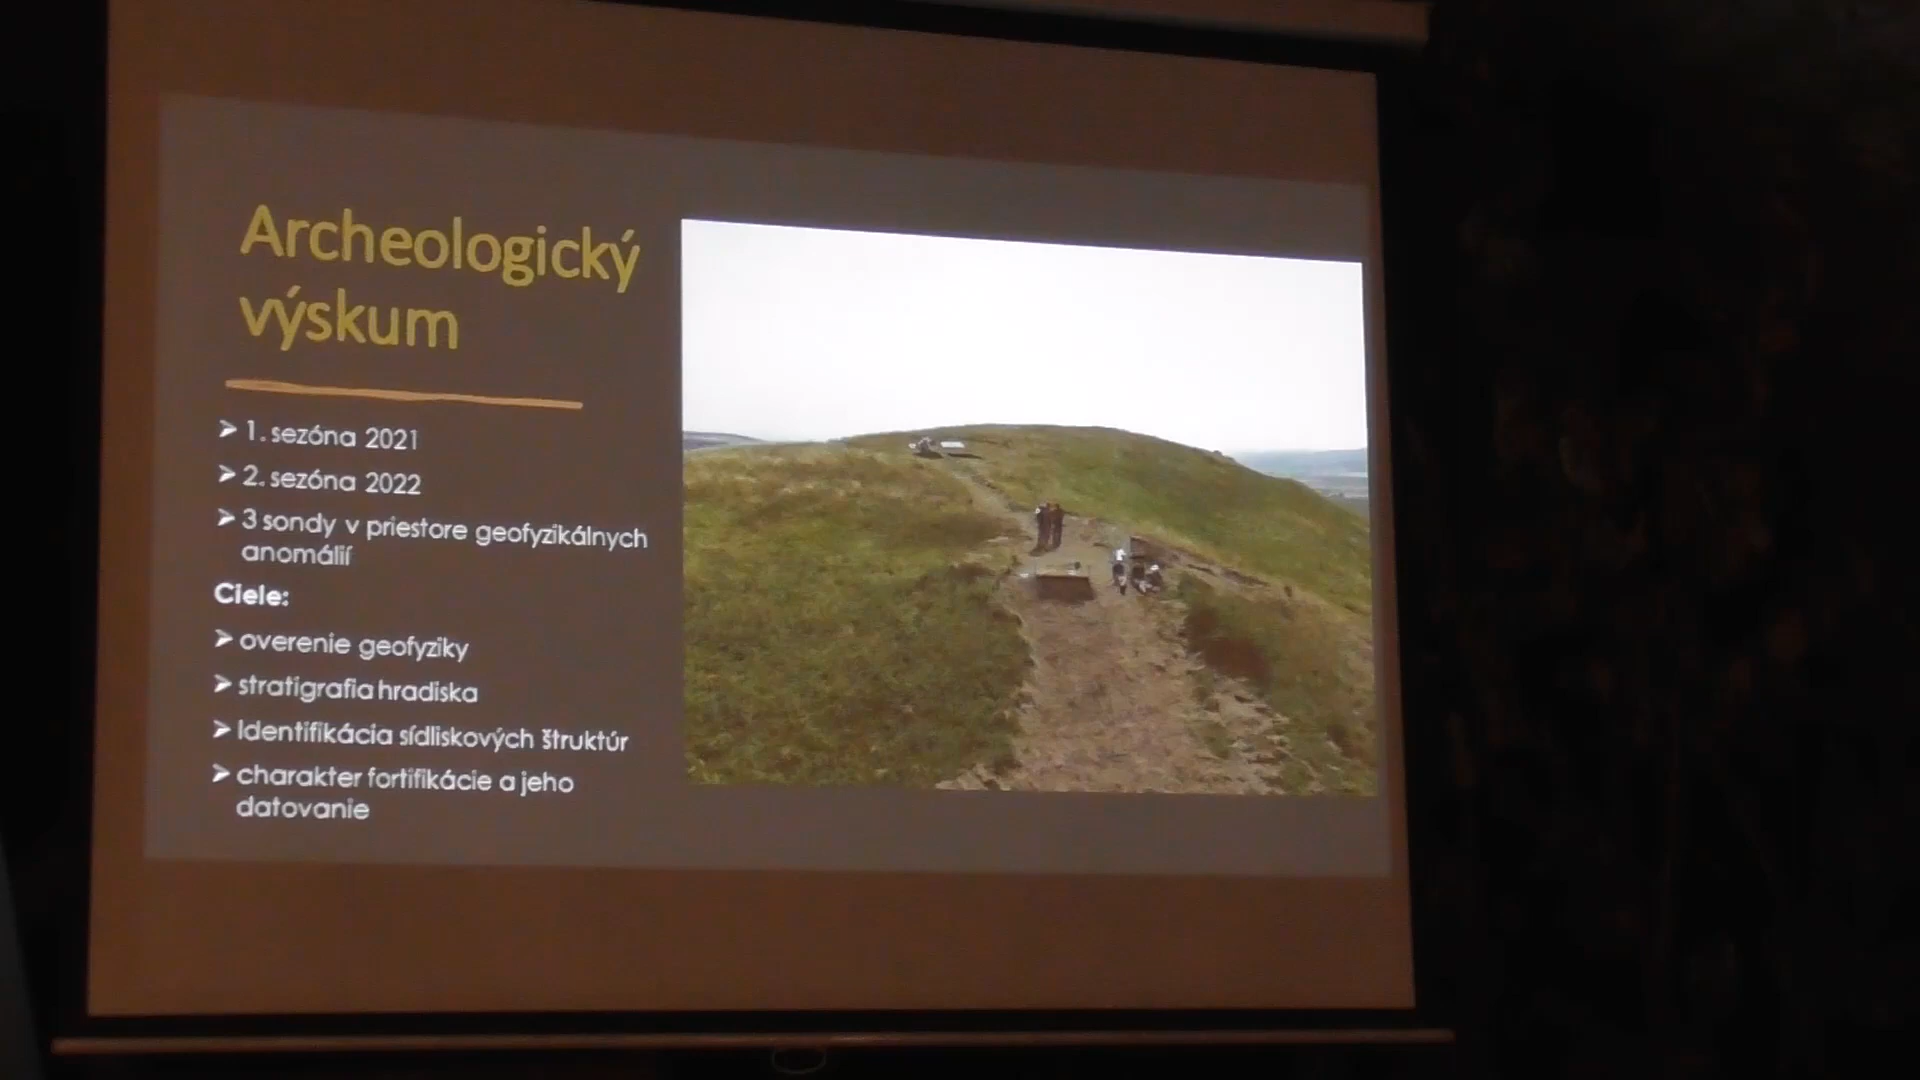 Archeologický
výskum
➢ 1. sezóna 2021
➢ 2. sezóna 2022
➢ 3 sondy v priestore geofyzikálnych
anomálií
Ciele:
➢ overenie geofyziky
➢ stratigrafia hradiska
➢ Identifikácia sídliskových štruktúr
➢ charakter fortifikácie a jeho
datovanie